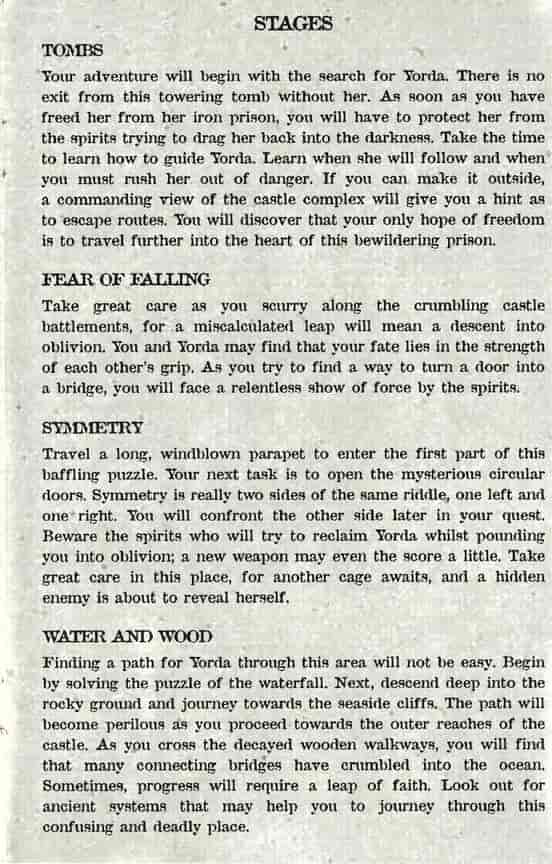 STAGES
TOMBS
Your adventure will begin with the search for Yorda. There is no
exit from this towering tomb without her. As soon as you have
freed her from her iron prison, you will have to protect her from
the spirits trying to drag her back into the darkness. Take the time
to learn how to guide Yorda. Learn when she will follow and when
you must rush her out of danger. If you can make it outside,
a commanding view of the castle complex will give you a hint as
to escape routes. You will discover that your only hope of freedom
is to travel further into the heart of this bewildering prison.
FEAR OF FALLING
Take great care as you scurry along the crumbling castle
battlements, for a miscalculated leap will mean a descent into
oblivion. You and Yorda may find that your fate lies in the strength
of each other's grip. As you try to find a way to turn a door into
a bridge, you will face a relentless show of force by the spirits.
SYMMETRY
Travel a long, windblown parapet to enter the first part of this
baffling puzzle. Your next task is to open the mysterious circular
doors. Symmetry is really two sides of the same riddle, one left and
one right. You will confront the other side later in your quest.
Beware the spirits who will try to reclaim Yorda whilst pounding
you into oblivion; a new weapon may even the score a little. Take
great care in this place, for another cage awaits, and a hidden
enemy is about to reveal herself.
WATER AND WOOD
Finding a path for Yorda through this area will not be easy. Begin
by solving the puzzle of the waterfall. Next, descend deep into the
rocky ground and journey towards the seaside cliffs. The path will
become perilous as you proceed towards the outer reaches of the
castle. As you cross the decayed wooden walkways, you will find
that many connecting bridges have crumbled into the ocean.
Sometimes, progress will require a leap of faith. Look out for
ancient systems that may help you to journey through this
confusing and deadly place.